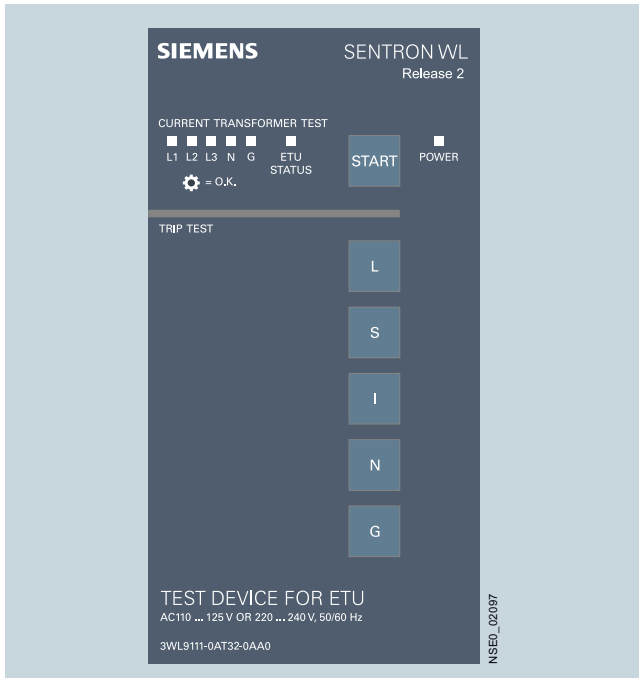 SIEMENS
SENTRON WL
Release 2
CURRENT TRANSFORMER TEST
L1 L2 L3 N G
ETU
STATUS
= O.K.
START
POWER
TRIP TEST
L
S
I
N
G
TEST DEVICE FOR ETU
AC110 ... 125 V OR 220 ... 240 V, 50/60 Hz
3WL9111-0AT32-0AA0
NSE0_02097